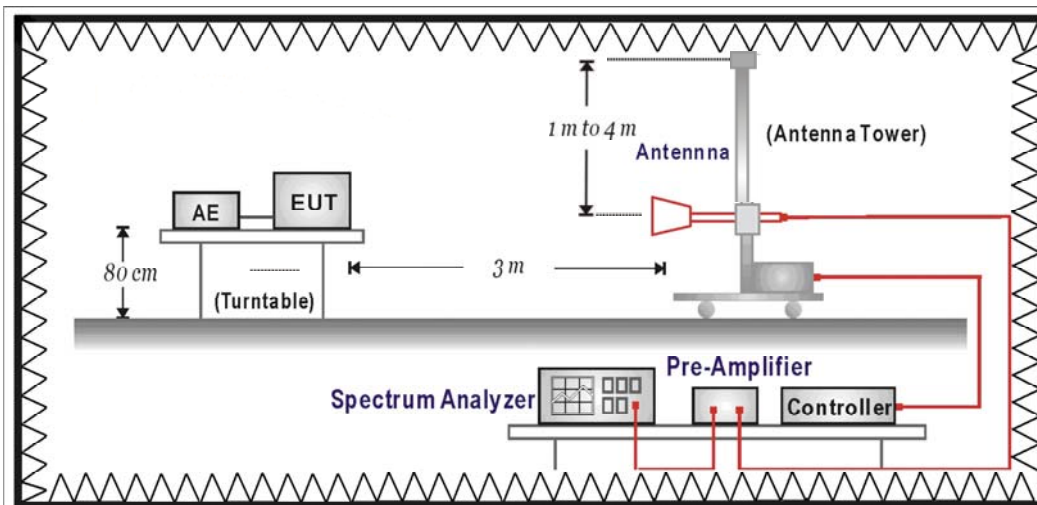 1 m to 4 m
(Antenna Tower)
Antennna
AE
EUT
80 cm
3 m
(Turntable)
Pre-Amplifier
Spectrum Analyzer
Controller